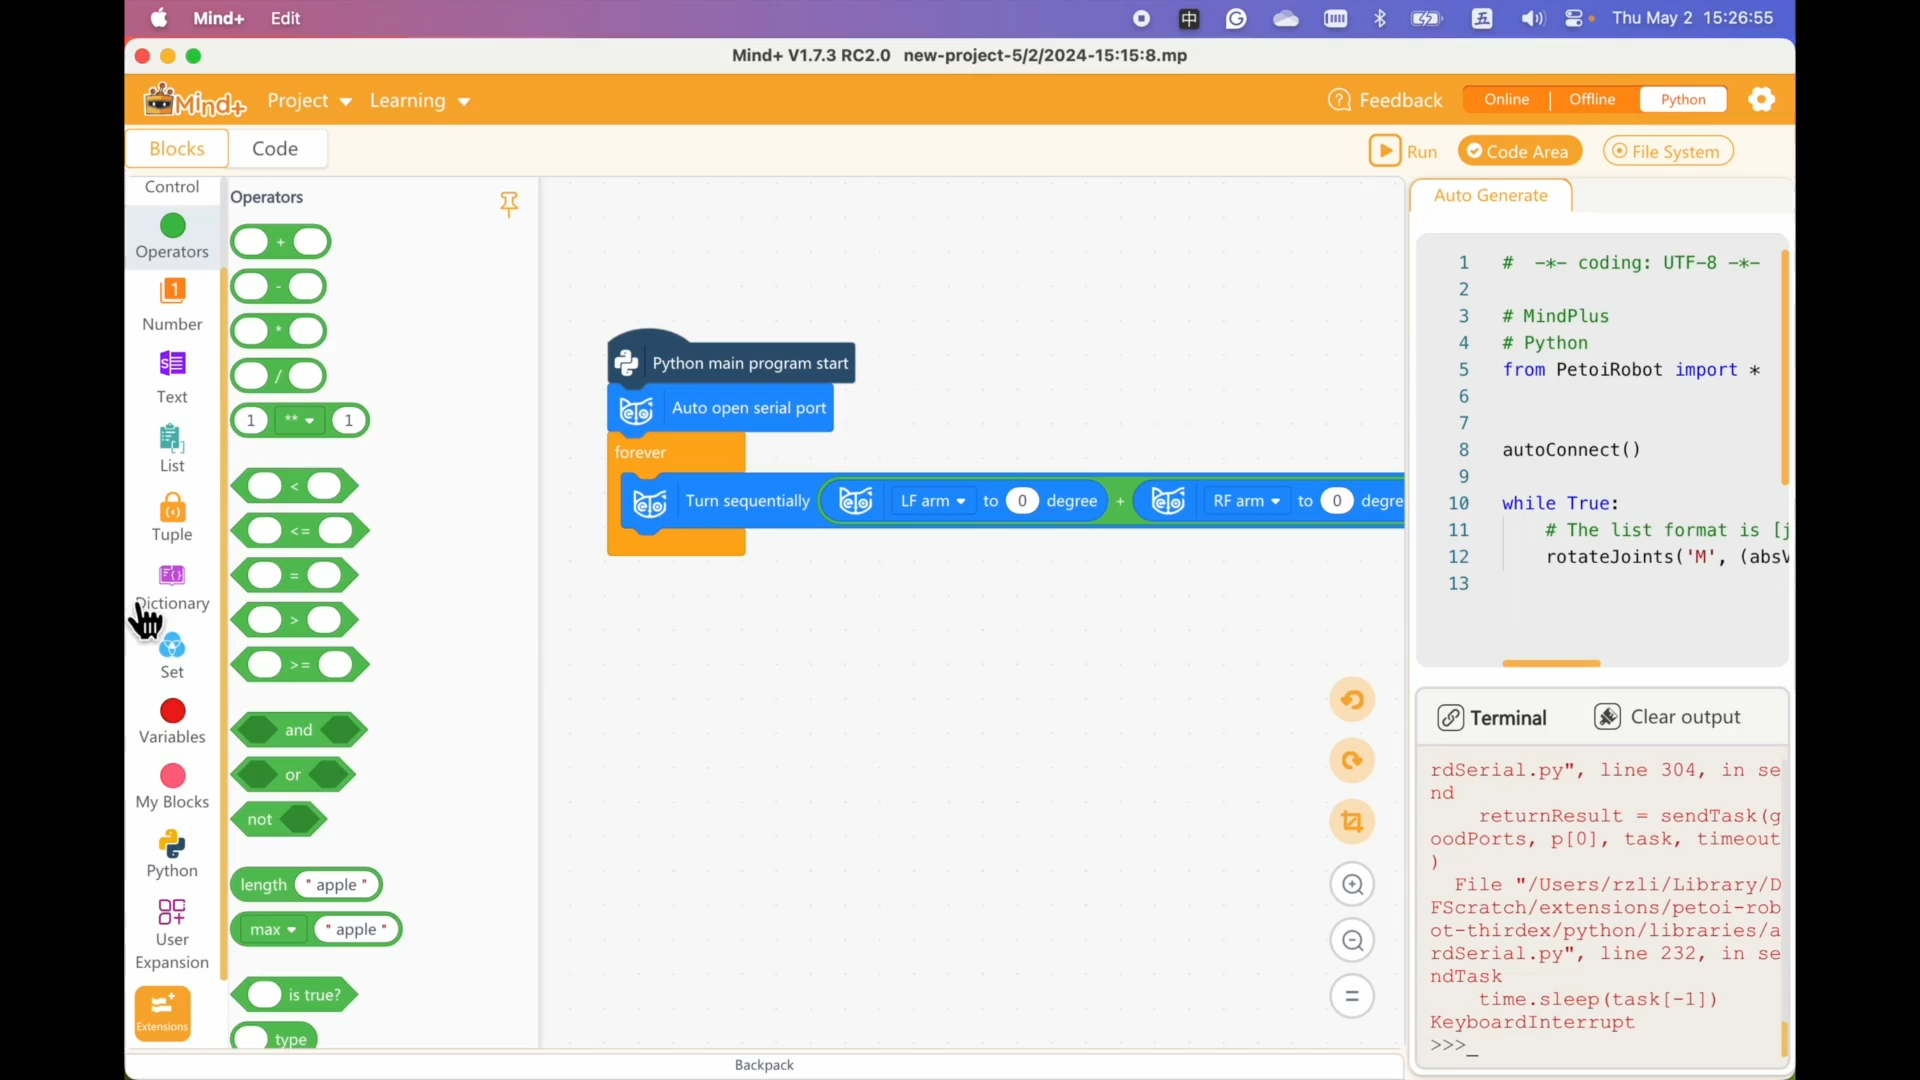 Mind+ Edit 中 五 Thu May 2 15:26:55
Mind+ V1.7.3 RC2.0 new-project-5/2/2024-15:15:8.mp
Mind+ Project Learning Feedback Online Offline Python
Blocks Code Run Code Area File System
Control
Operators
Number
Text
List
Tuple
Dictionary
Set
Variables
My Blocks
Python
User
Expansion
Extensions
Operators
+
-
*
/
1 ** 1
<
<=
=
>
>=
and
or
not
length " apple "
max " apple "
is true?
type
Python main program start
Auto open serial port
forever
Turn sequentially LF arm to 0 degree + RF arm to 0 degre
Backpack
Auto Generate
1 # -*- coding: UTF-8 -*-
2
3 # MindPlus
4 # Python
5 from PetoiRobot import *
6
7
8 autoConnect()
9
10 while True:
11 # The list format is [j
12 rotateJoints('M', (absV
13
Terminal Clear output
rdSerial.py", line 304, in se
nd
returnResult = sendTask(g
oodPorts, p[0], task, timeout
)
File "/Users/rzli/Library/D
FScratch/extensions/petoi-rob
ot-thirdex/python/libraries/a
rdSerial.py", line 232, in se
ndTask
time.sleep(task[-1])
KeyboardInterrupt
>>>_